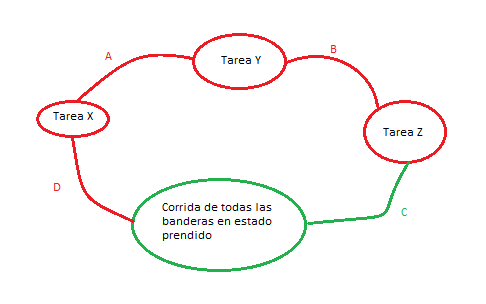 A
Tarea Y
B
Tarea X
Tarea Z
D
Corrida de todas las
banderas en estado
prendido
C